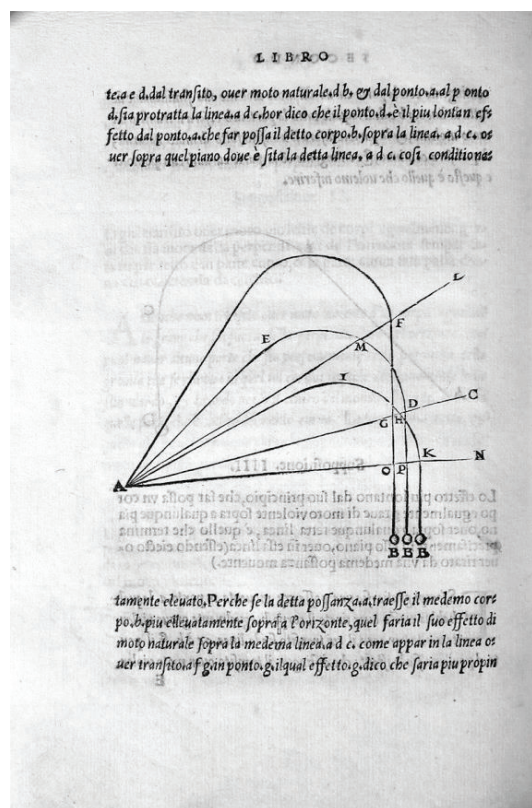 LIBRO
te.a e d.dal transito, ouer moto naturale.d b. & dal ponto.a.al p onto
d.sia protratta la linea.a d c.hor dico che il ponto.d.è il piu lontan ef⸗
fetto dal ponto.a.che far possa il detto corpo.b.sopra la linea. a d c. o⸗
uer sopra quel piano doue è sita la detta linea. a d c. cosi conditiona⸗
L
F
E
M
I
C
D
G
H
K
N
A
O
P
B B B
tamente eleuato.Perche se la detta possanza.a.traesse il medemo cor⸗
po.b.piu elleuatamente sopra a l'orizonte, quel faria il suo effetto di
moto naturale sopra la medema linea.a d c. come appar in la linea o⸗
uer transito.a f g.in ponto.g.ilqual effetto.g.dico che saria piu propin